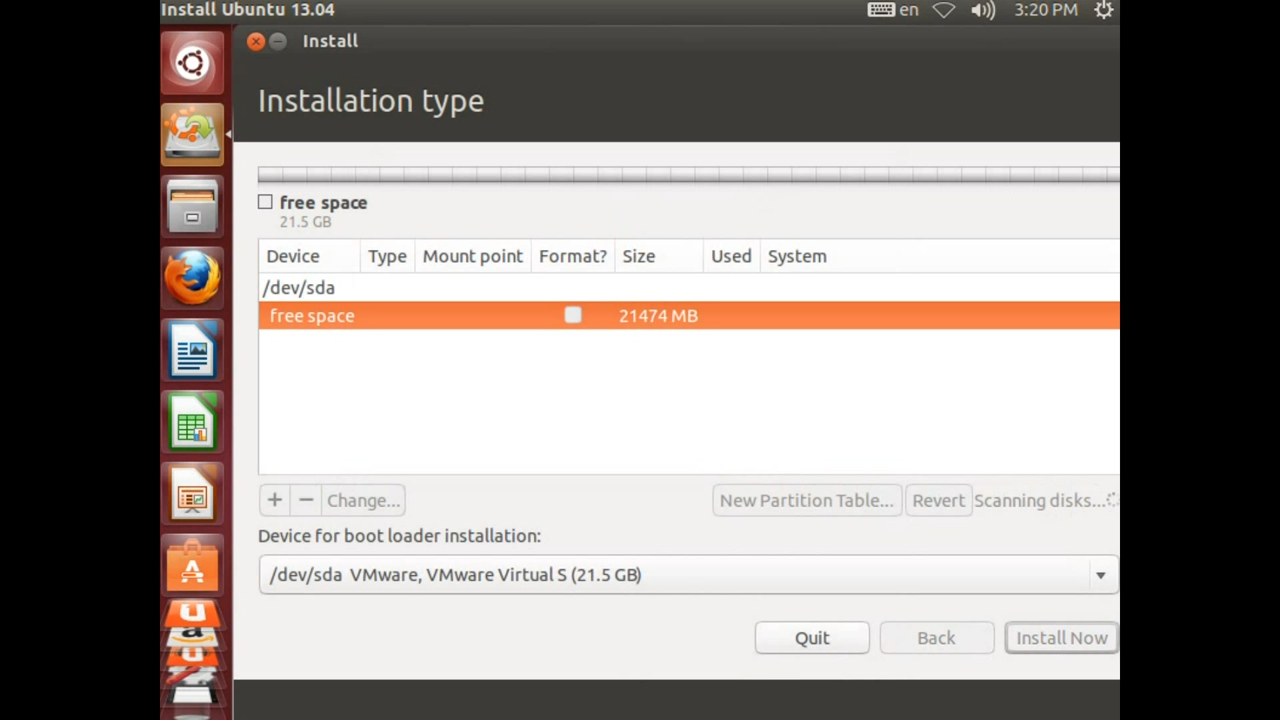 Install Ubuntu 13.04 en 3:20 PM
Install
Installation type
free space
21.5 GB
Device Type Mount point Format? Size Used System
/dev/sda
free space 21474 MB
+ − Change... New Partition Table... Revert Scanning disks...
Device for boot loader installation:
/dev/sda VMware, VMware Virtual S (21.5 GB)
Quit Back Install Now